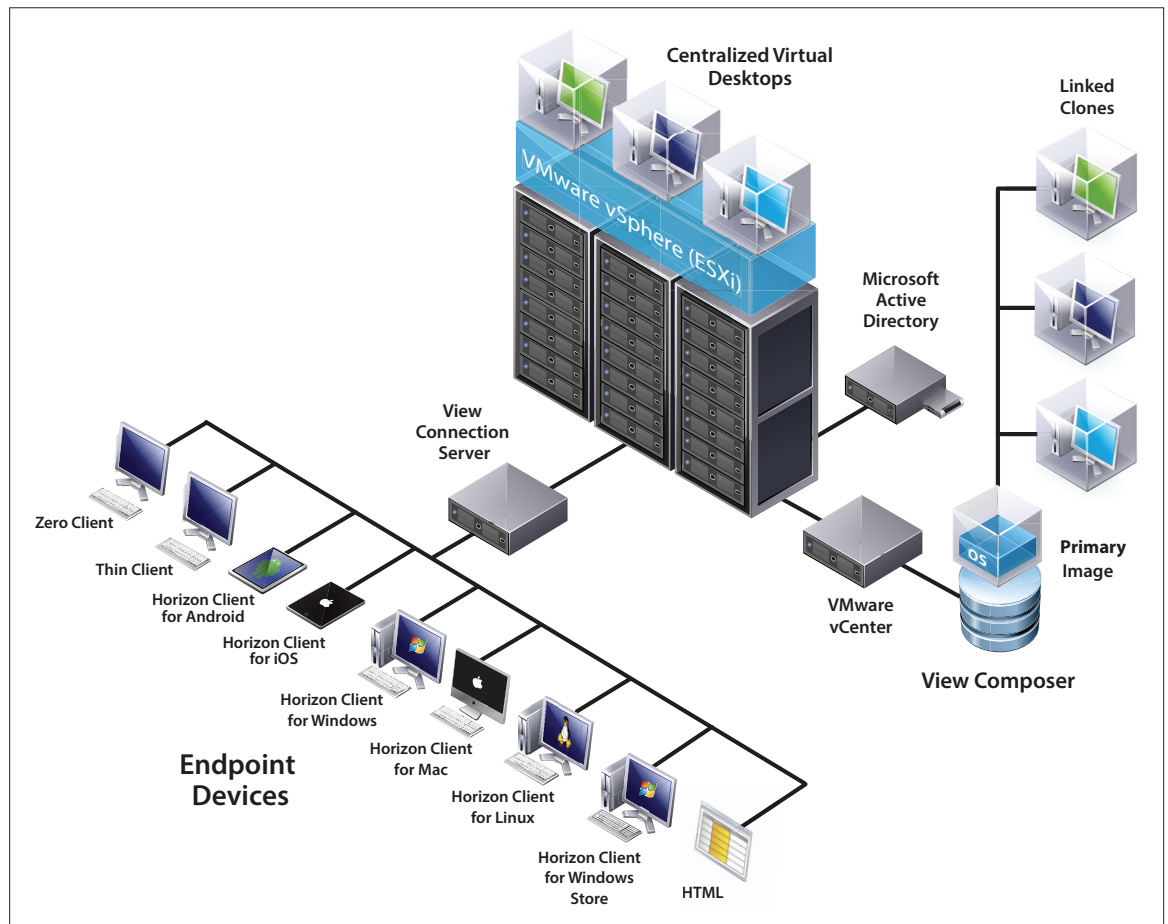 Centralized Virtual
Desktops
Linked
Clones
VMware vSphere (ESXi)
Microsoft
Active
Directory
View
Connection
Server
Zero Client
Thin Client
Horizon Client
for Android
Horizon Client
for iOS
Horizon Client
for Windows
Horizon Client
for Mac
Horizon Client
for Linux
Horizon Client
for Windows
Store
HTML
Endpoint
Devices
VMware
vCenter
OS
Primary
Image
View Composer